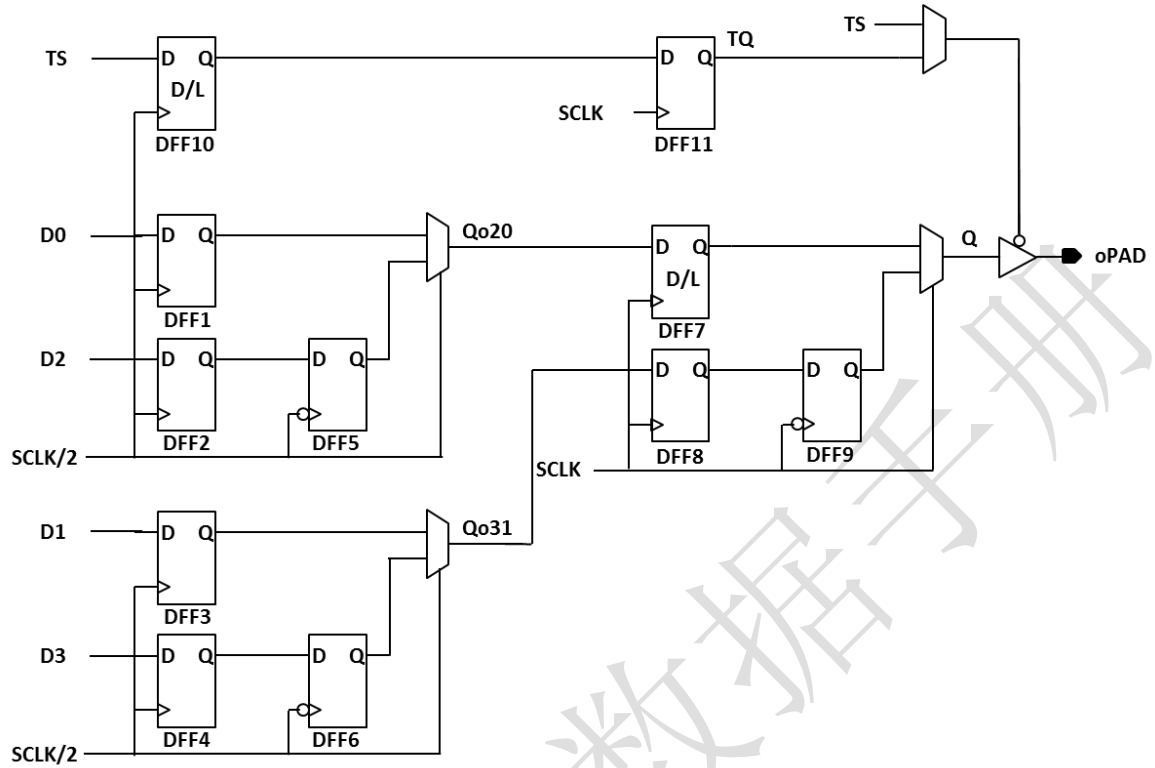 TS
D Q
D/L
DFF10
SCLK
D Q
DFF11
TQ
TS
D0
D Q
DFF1
D2
D Q
DFF2
D Q
DFF5
SCLK/2
Qo20
D Q
D/L
DFF7
D Q
DFF8
D Q
DFF9
SCLK
Q
oPAD
D1
D Q
DFF3
D3
D Q
DFF4
D Q
DFF6
SCLK/2
Qo31
数据手册